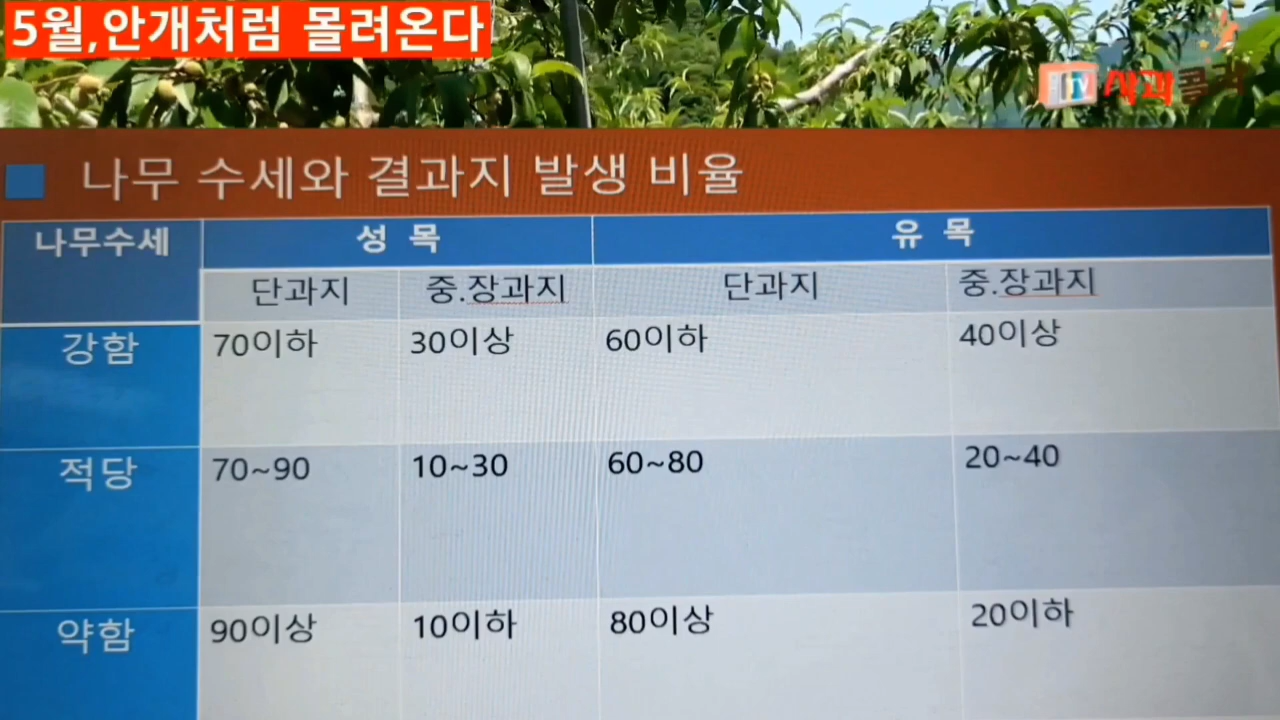 5월,안개처럼 몰려온다
TV 사과
나무 수세와 결과지 발생 비율
나무수세 성 목 유 목
단과지 중.장과지 단과지 중.장과지
강함 70이하 30이상 60이하 40이상
적당 70~90 10~30 60~80 20~40
약함 90이상 10이하 80이상 20이하